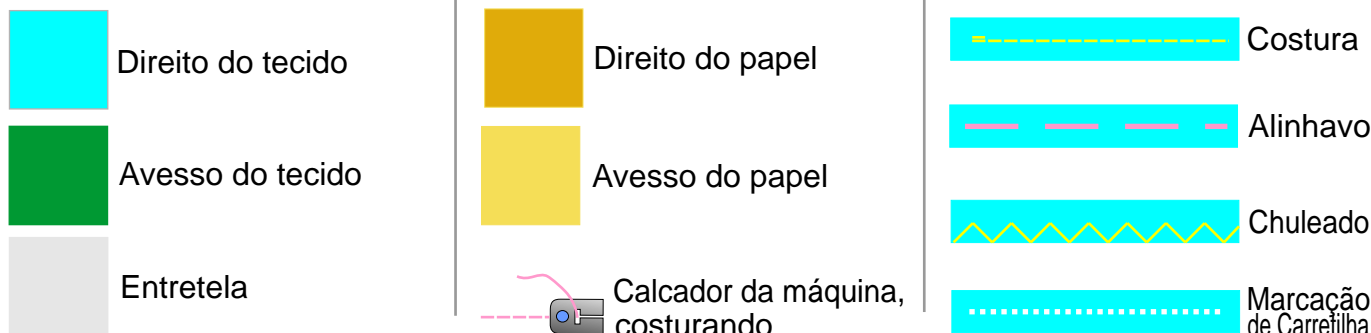 Direito do tecido
Avesso do tecido
Entretela
Direito do papel
Avesso do papel
Calcador da máquina,
costurando
Costura
Alinhavo
Chuleado
Marcação
de Carretilha